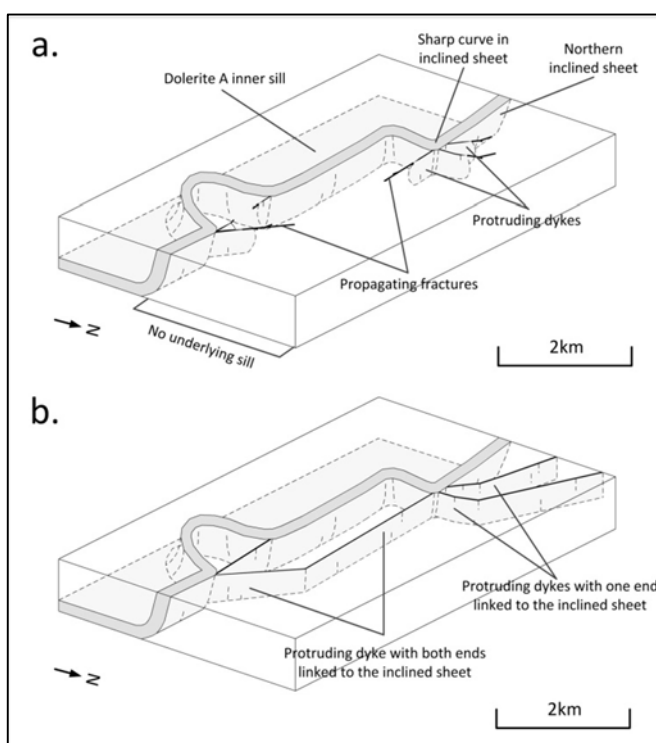 a.
Sharp curve in
inclined sheet
Northern
inclined sheet
Dolerite A inner sill
Protruding dykes
Propagating fractures
N
No underlying sill
2km
b.
Protruding dykes with one end
linked to the inclined sheet
Protruding dyke with both ends
linked to the inclined sheet
N
2km